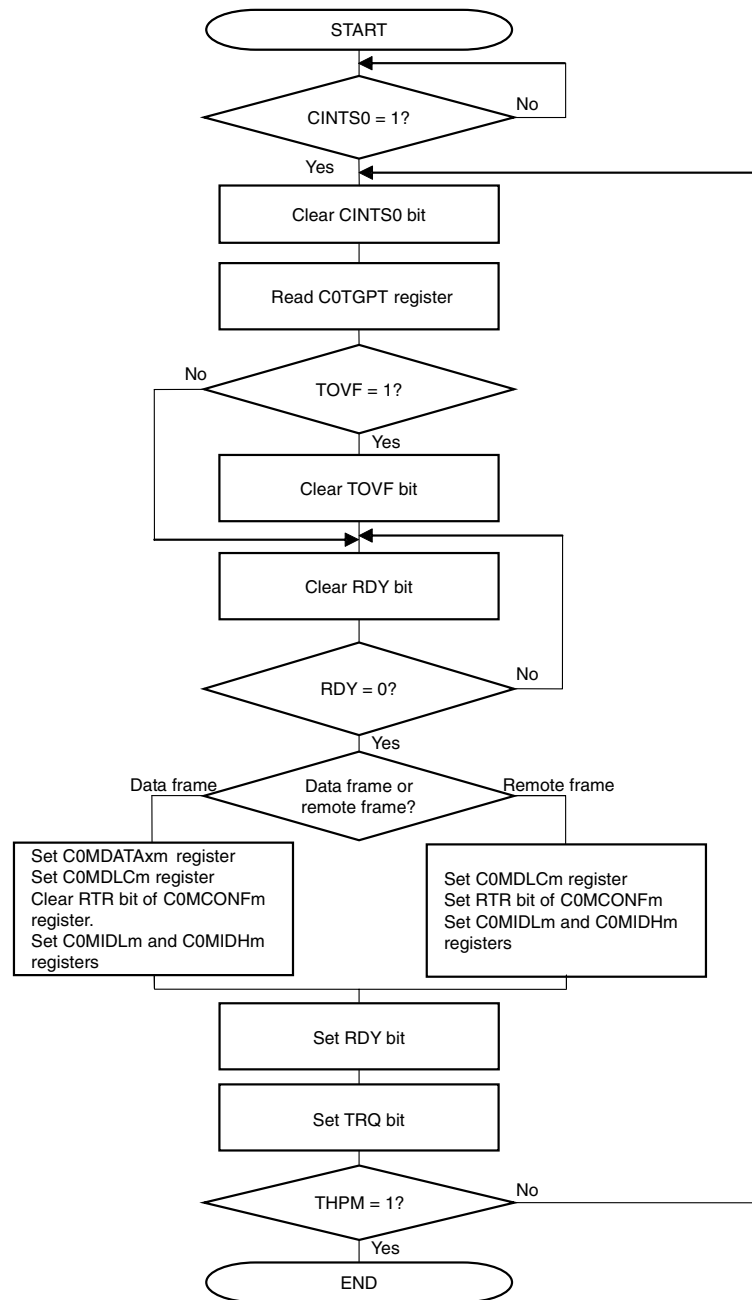 START
CINTS0 = 1?
No
Yes
Clear CINTS0 bit
Read C0TGPT register
No
TOVF = 1?
Yes
Clear TOVF bit
Clear RDY bit
RDY = 0?
No
Yes
Data frame
Data frame or
remote frame?
Remote frame
Set C0MDATAxm register
Set C0MDLCm register
Clear RTR bit of C0MCONFm
register.
Set C0MIDLm and C0MIDHm
registers
Set C0MDLCm register
Set RTR bit of C0MCONFm
Set C0MIDLm and C0MIDHm
registers
Set RDY bit
Set TRQ bit
THPM = 1?
No
Yes
END